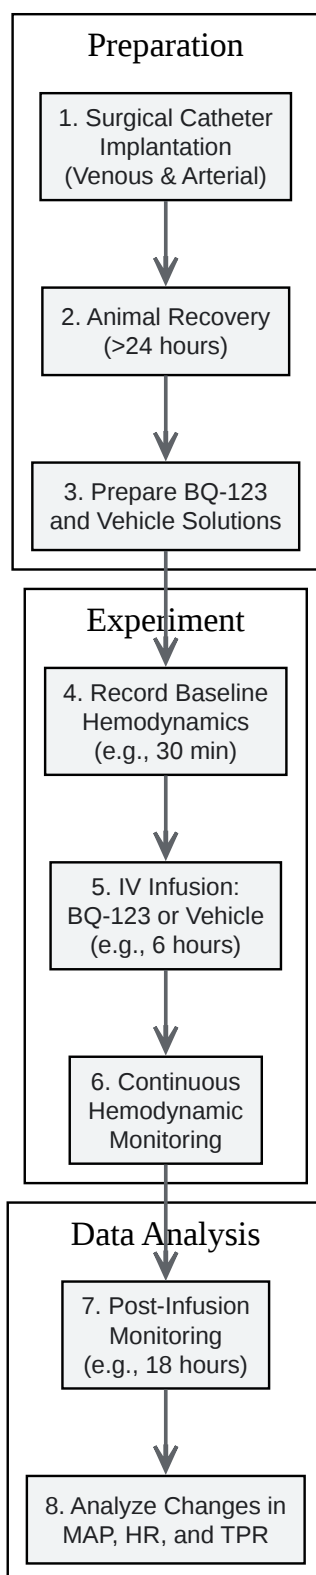 Preparation
1. Surgical Catheter
Implantation
(Venous & Arterial)
2. Animal Recovery
(>24 hours)
3. Prepare BQ-123
and Vehicle Solutions
Experiment
4. Record Baseline
Hemodynamics
(e.g., 30 min)
5. IV Infusion:
BQ-123 or Vehicle
(e.g., 6 hours)
6. Continuous
Hemodynamic
Monitoring
Data Analysis
7. Post-Infusion
Monitoring
(e.g., 18 hours)
8. Analyze Changes in
MAP, HR, and TPR